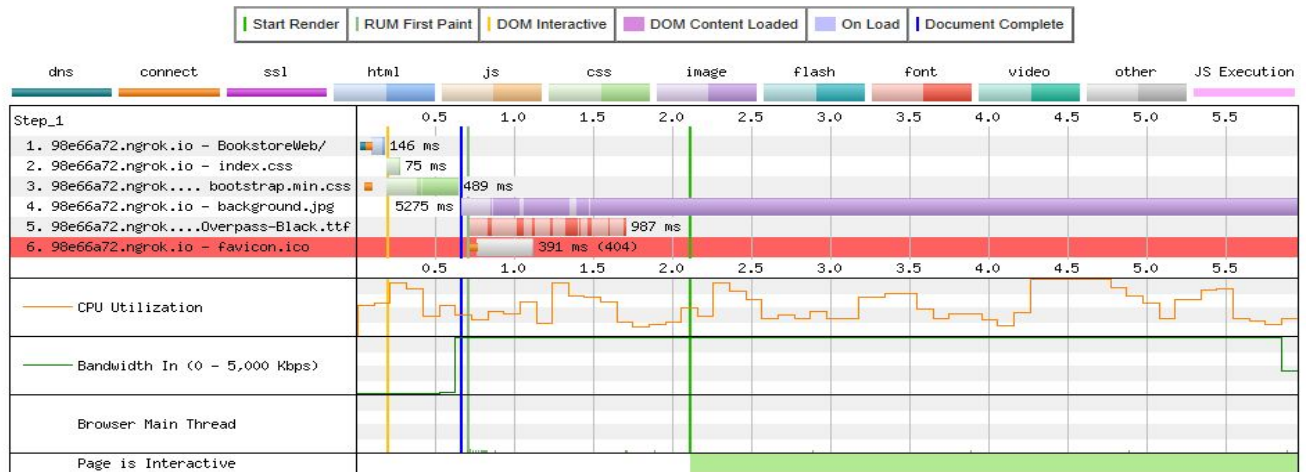 Start Render RUM First Paint DOM Interactive DOM Content Loaded On Load Document Complete
dns connect ssl html js css image flash font video other JS Execution
Step_1 0.5 1.0 1.5 2.0 2.5 3.0 3.5 4.0 4.5 5.0 5.5
1. 98e66a72.ngrok.io - BookstoreWeb/ 146 ms
2. 98e66a72.ngrok.io - index.css 75 ms
3. 98e66a72.ngrok.... bootstrap.min.css 489 ms
4. 98e66a72.ngrok.io - background.jpg 5275 ms
5. 98e66a72.ngrok....Overpass-Black.ttf 987 ms
6. 98e66a72.ngrok.io - favicon.ico 391 ms (404)
0.5 1.0 1.5 2.0 2.5 3.0 3.5 4.0 4.5 5.0 5.5
CPU Utilization
Bandwidth In (0 - 5,000 Kbps)
Browser Main Thread
Page is Interactive